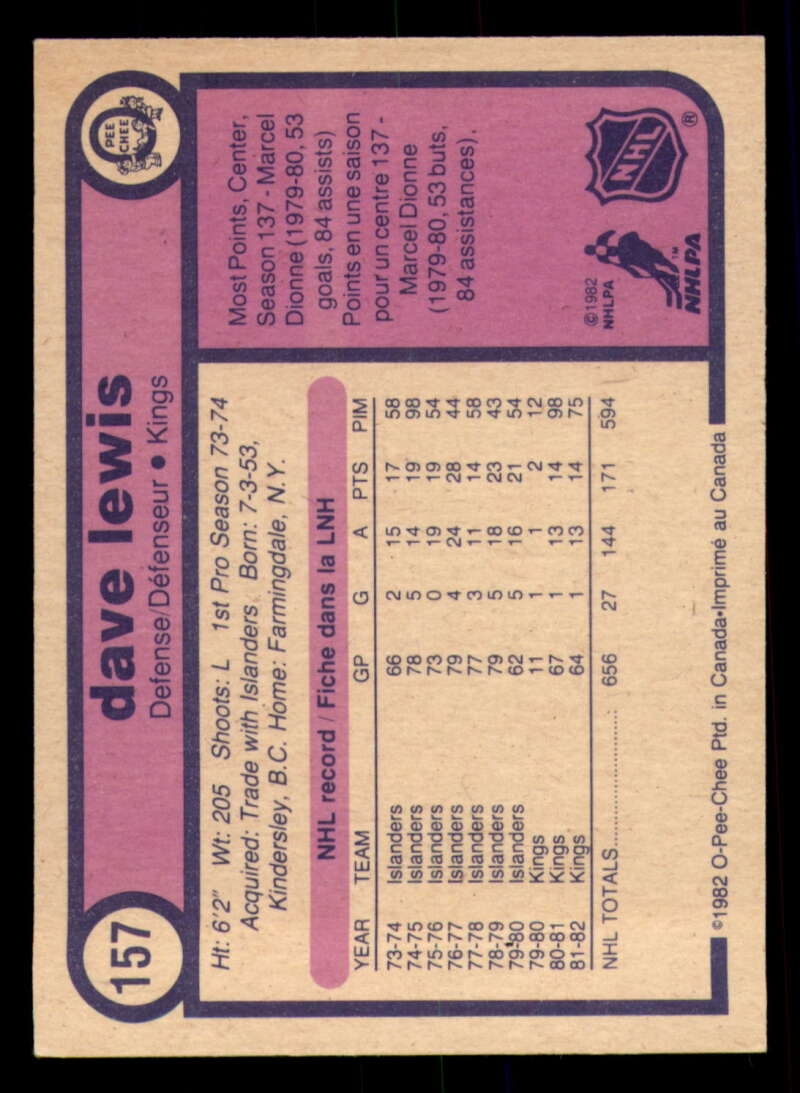 157
dave lewis
Defense/Défenseur • Kings
O
PEE
CHEE
Ht: 6'2" Wt: 205 Shoots: L 1st Pro Season 73-74
Acquired: Trade with Islanders Born: 7-3-53,
Kindersley, B.C. Home: Farmingdale, N.Y.
NHL record / Fiche dans la LNH
YEAR TEAM GP G A PTS PIM
73-74 Islanders 66 2 15 17 58
74-75 Islanders 78 5 14 19 98
75-76 Islanders 73 0 19 19 54
76-77 Islanders 79 4 24 28 44
77-78 Islanders 77 3 11 14 58
78-79 Islanders 79 5 18 23 43
79-80 Islanders 62 5 16 21 54
79-80 Kings 11 1 1 2 12
80-81 Kings 67 1 13 14 98
81-82 Kings 64 1 13 14 75
NHL TOTALS.................... 656 27 144 171 594
Most Points, Center,
Season 137 - Marcel
Dionne (1979-80, 53
goals, 84 assists)
Points en une saison
pour un centre 137 -
Marcel Dionne
(1979-80, 53 buts,
84 assistances).
©1982
NHLPA
NHLPA
TM
NHL
®
©1982 O-Pee-Chee Ptd. in Canada•Imprimé au Canada